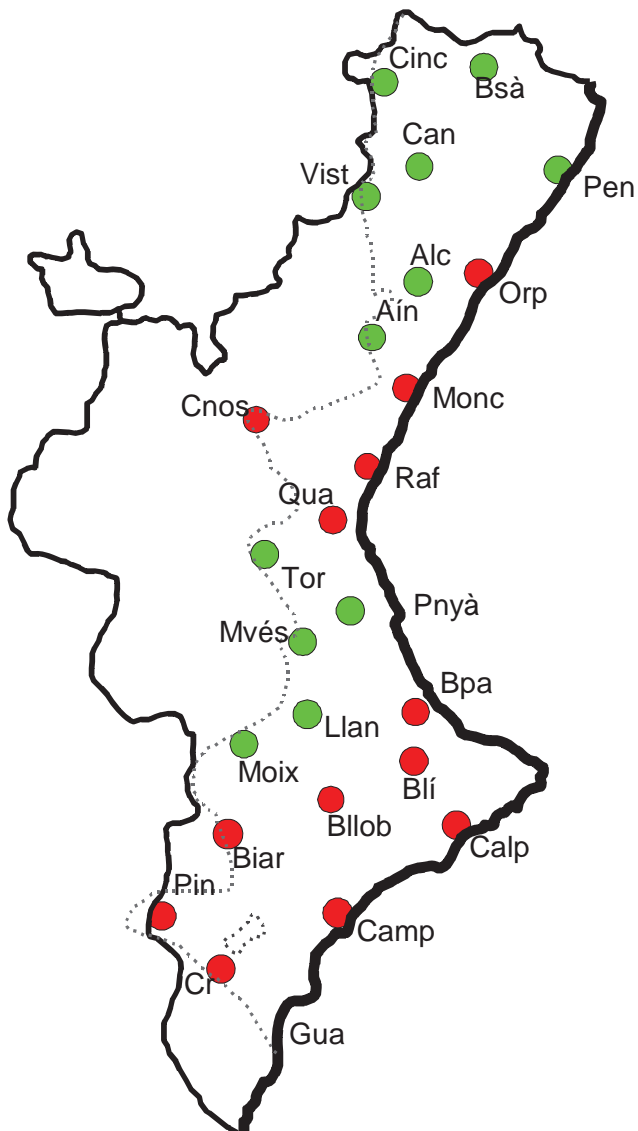 Cinc
Bsà
Can
Vist
Pen
Alc
Orp
Aín
Monc
Cnos
Raf
Qua
Tor
Pnyà
Mvés
Bpa
Llan
Moix
Blí
Bllob
Calp
Biar
Pin
Camp
Cr
Gua